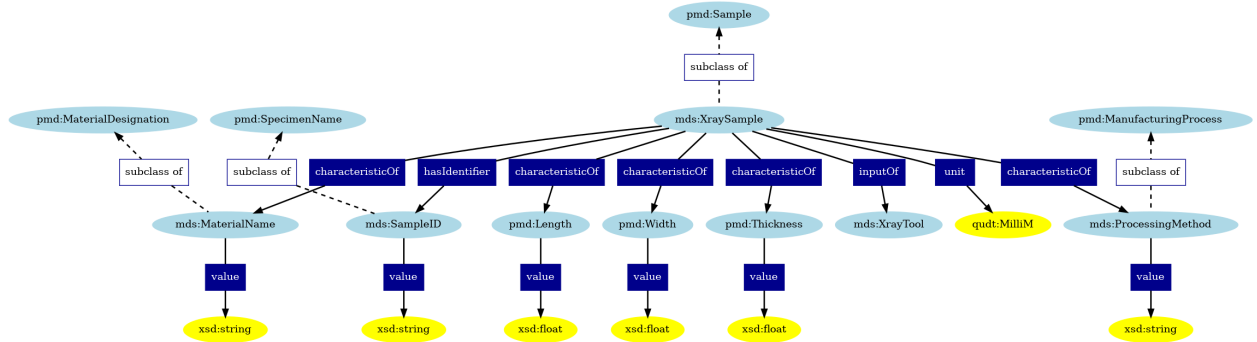 pmd:Sample
subclass of
pmd:MaterialDesignation
pmd:SpecimenName
mds:XraySample
pmd:ManufacturingProcess
subclass of
subclass of
characteristicOf
hasIdentifier
characteristicOf
characteristicOf
characteristicOf
inputOf
unit
characteristicOf
subclass of
mds:MaterialName
mds:SampleID
pmd:Length
pmd:Width
pmd:Thickness
mds:XrayTool
qudt:MilliM
mds:ProcessingMethod
value
value
value
value
value
value
xsd:string
xsd:string
xsd:float
xsd:float
xsd:float
xsd:string